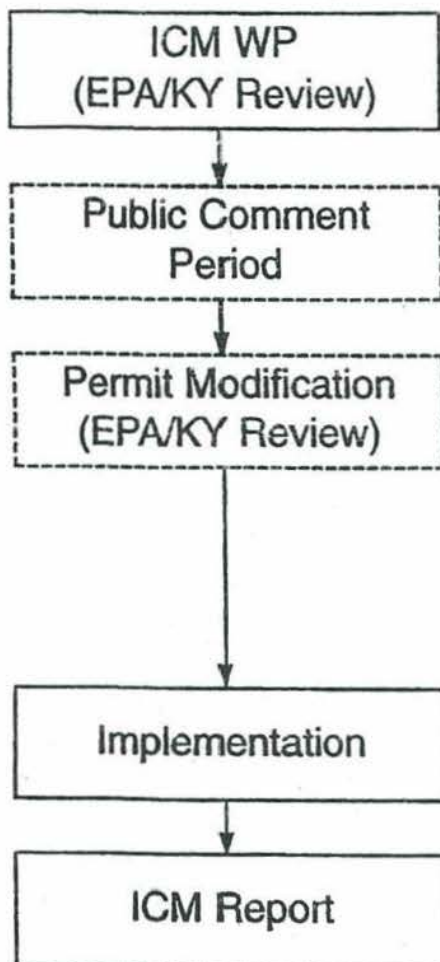 ICM WP
(EPA/KY Review)
Public Comment
Period
Permit Modification
(EPA/KY Review)
Implementation
ICM Report